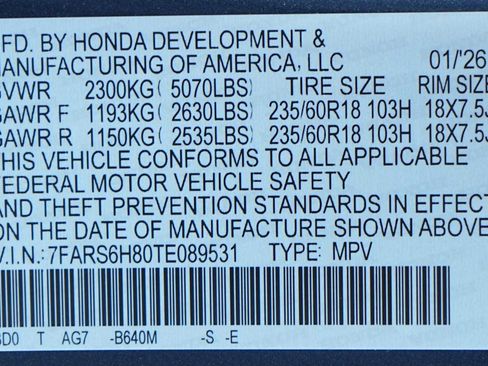 MFD. BY HONDA DEVELOPMENT &
MANUFACTURING OF AMERICA, LLC 01/'26
GVWR 2300KG( 5070LBS) TIRE SIZE RIM SIZE
GAWR F 1193KG( 2630LBS) 235/60R18 103H 18X7.5J
GAWR R 1150KG( 2535LBS) 235/60R18 103H 18X7.5J
THIS VEHICLE CONFORMS TO ALL APPLICABLE
FEDERAL MOTOR VEHICLE SAFETY
AND THEFT PREVENTION STANDARDS IN EFFECT
ON THE DATE OF MANUFACTURE SHOWN ABOVE.
V.I.N.: 7FARS6H80TE089531 TYPE: MPV
T AG7 -B640M -S -E